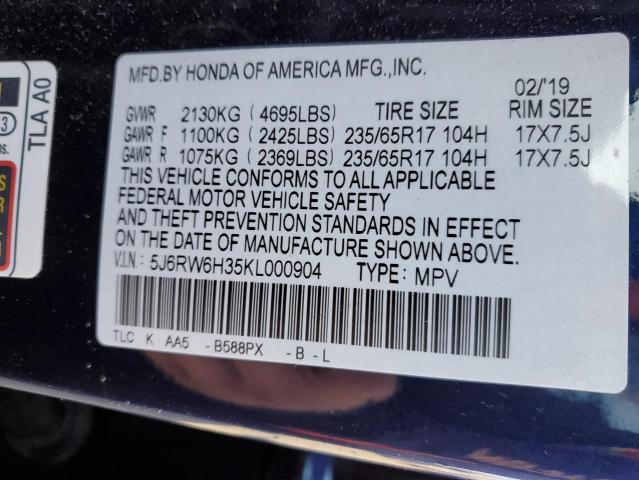 MFD.BY HONDA OF AMERICA MFG.,INC.
02/'19
GVWR 2130KG (4695LBS) TIRE SIZE RIM SIZE
GAWR F 1100KG (2425LBS) 235/65R17 104H 17X7.5J
GAWR R 1075KG (2369LBS) 235/65R17 104H 17X7.5J
THIS VEHICLE CONFORMS TO ALL APPLICABLE
FEDERAL MOTOR VEHICLE SAFETY
AND THEFT PREVENTION STANDARDS IN EFFECT
ON THE DATE OF MANUFACTURE SHOWN ABOVE.
V.I.N.: 5J6RW6H35KL000904 TYPE: MPV
TLC K AA5 -B588PX -B -L
TLA A0
3